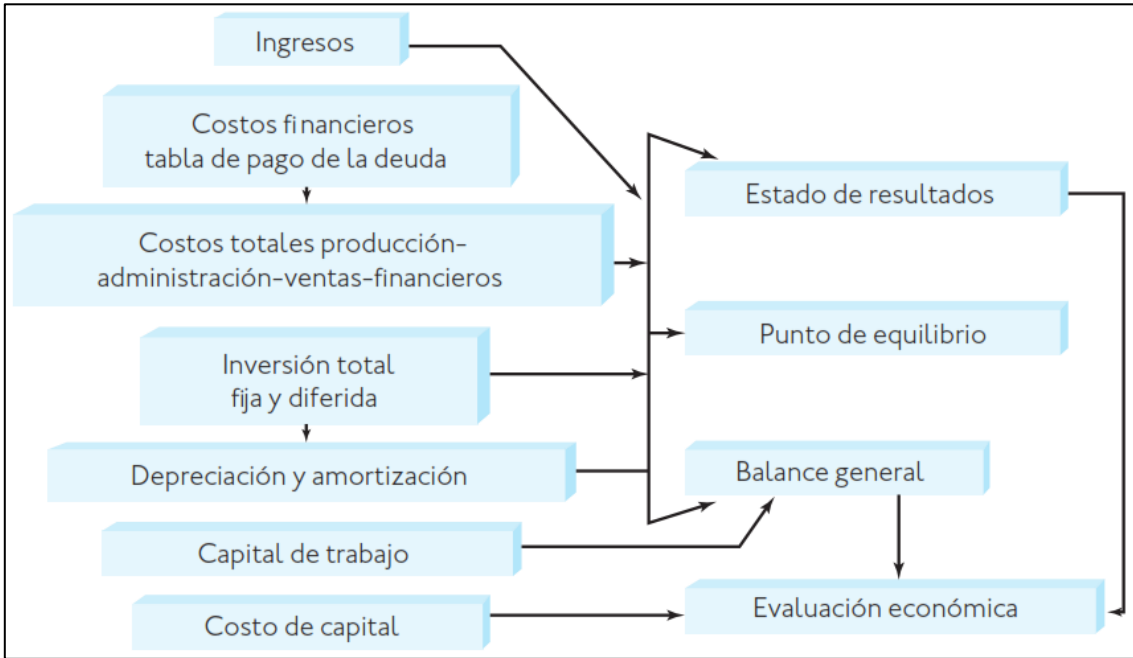 Ingresos
Costos financieros
tabla de pago de la deuda
Costos totales producción-
administración-ventas-financieros
Inversión total
fija y diferida
Depreciación y amortización
Capital de trabajo
Costo de capital
Estado de resultados
Punto de equilibrio
Balance general
Evaluación económica